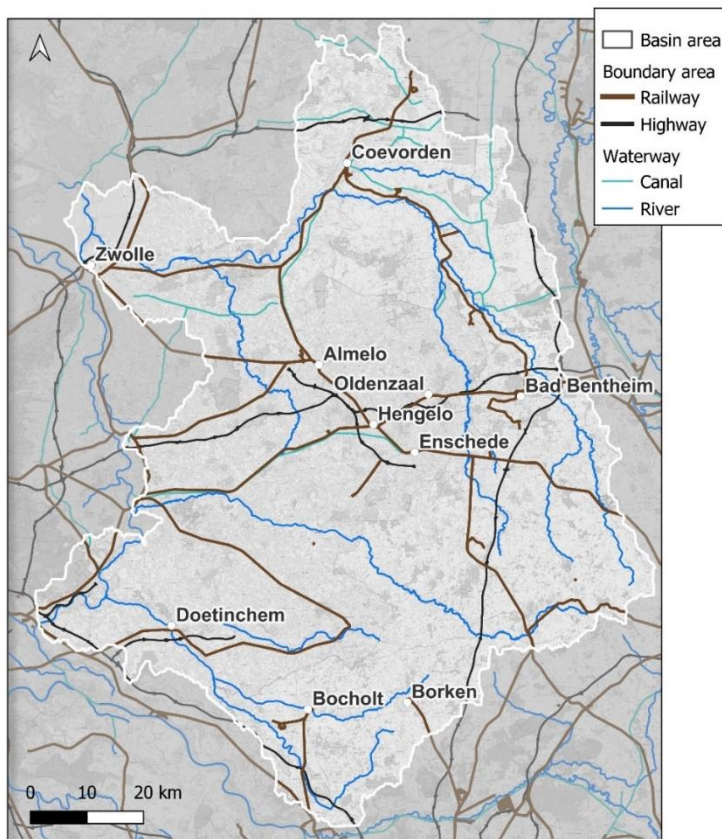 Basin area
Boundary area
Railway
Highway
Waterway
Canal
River
Coevorden
Zwolle
Almelo
Oldenzaal
Bad Bentheim
Hengelo
Enschede
Doetinchem
Bocholt
Borken
0 10 20 km